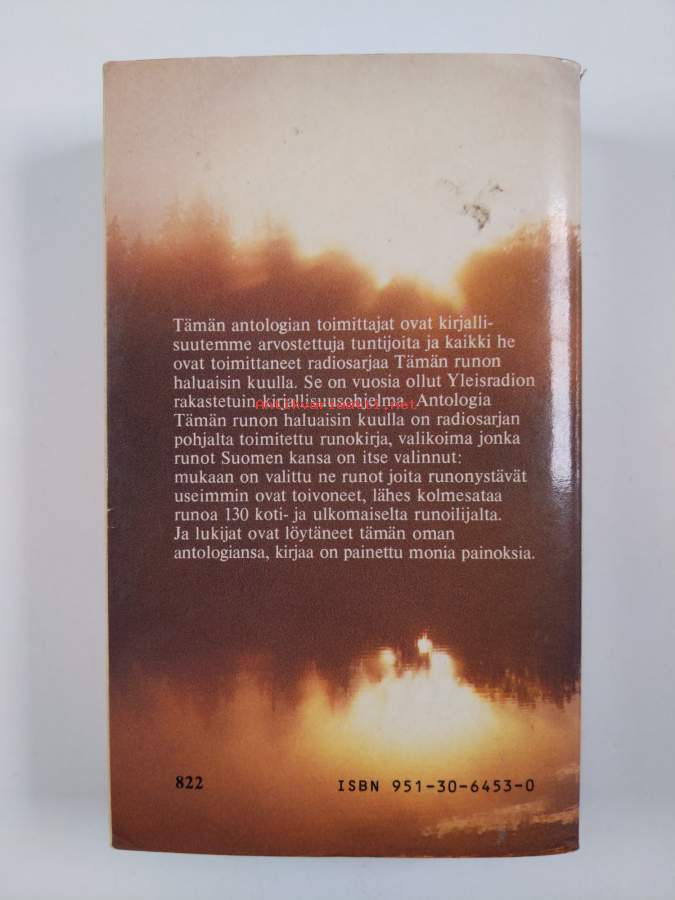 Tämän antologian toimittajat ovat kirjalli-
suutemme arvostettuja tuntijoita ja kaikki he
ovat toimittaneet radiosarjaa Tämän runon
haluaisin kuulla. Se on vuosia ollut Yleisradion
rakastetuin kirjallisuusohjelma. Antologia
Antikvariaatti.net
Tämän runon haluaisin kuulla on radiosarjan
pohjalta toimitettu runokirja, valikoima jonka
runot Suomen kansa on itse valinnut:
mukaan on valittu ne runot joita runonystävät
useimmin ovat toivoneet, lähes kolmesataa
runoa 130 koti- ja ulkomaiselta runoilijalta.
Ja lukijat ovat löytäneet tämän oman
antologiansa, kirjaa on painettu monia painoksia.
822
ISBN 951-30-6453-0